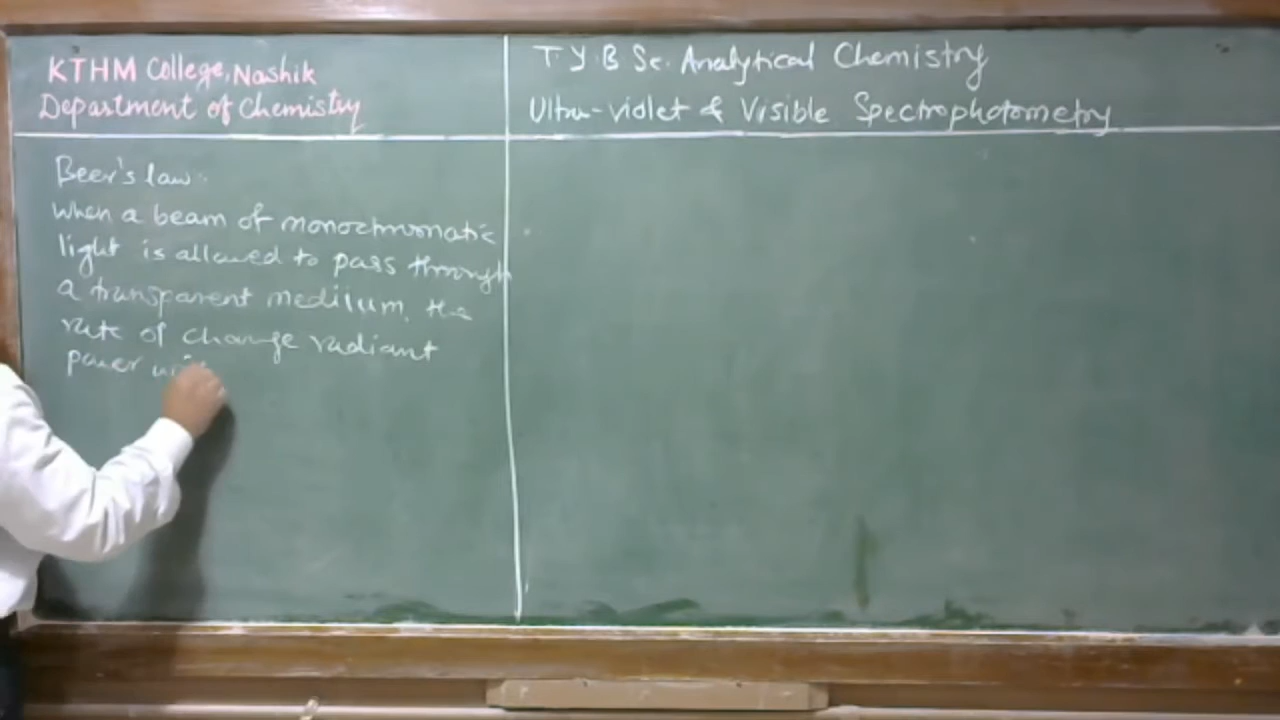 KTHM College, Nashik
Department of Chemistry
T.Y.B Sc. Analytical Chemistry
Ultra-violet & Visible Spectrophotometry
Beer's law:
when a beam of monochromatic
light is allowed to pass through
a transparent medium, the
rate of change radiant
power wi